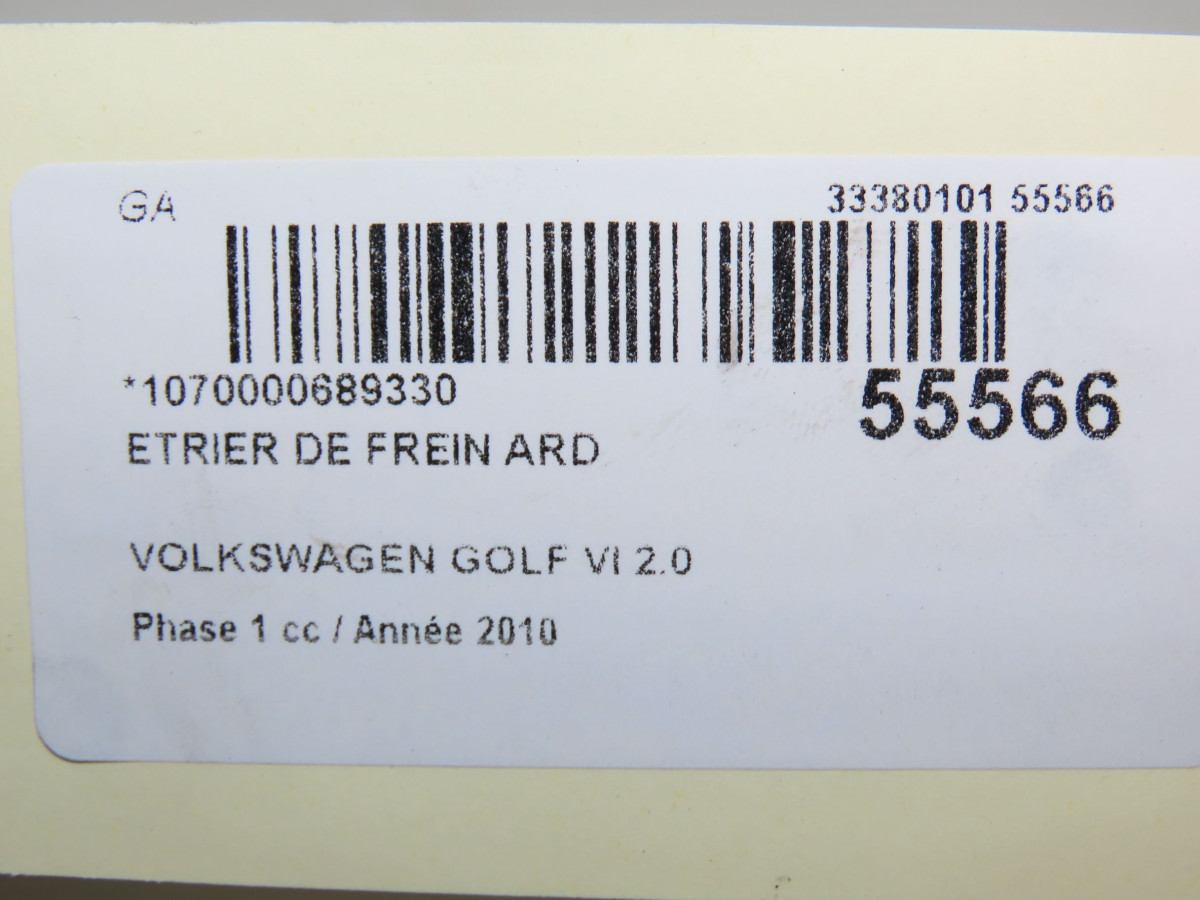 GA
33380101 55566
*1070000689330
55566
ETRIER DE FREIN ARD
VOLKSWAGEN GOLF VI 2.0
Phase 1 cc / Année 2010